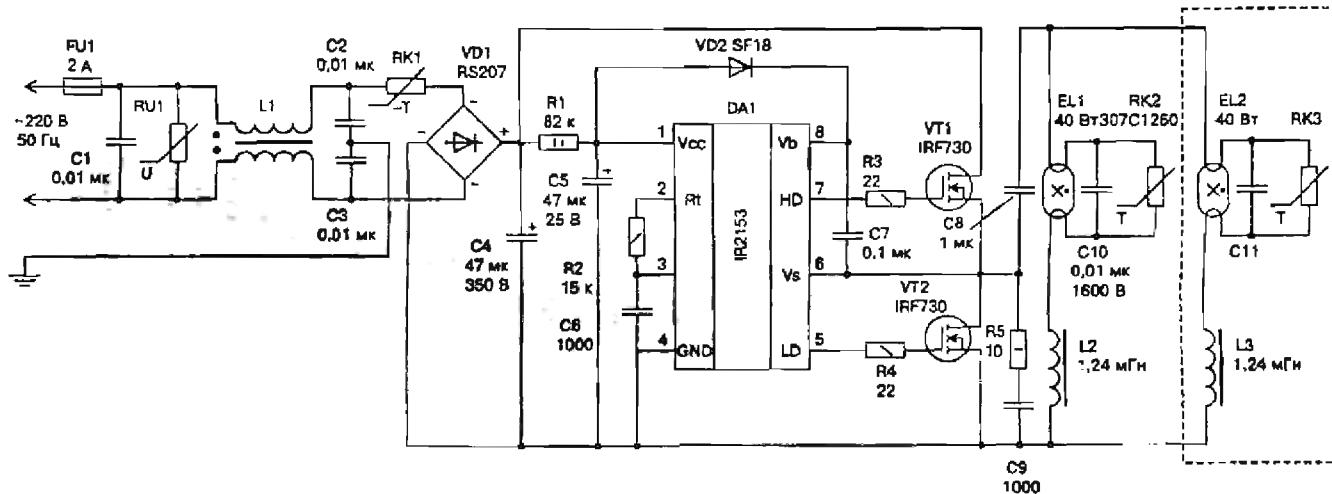 FU1
2 А
~220 В
50 Гц
C1
0,01 мк
RU1
U
L1
C2
0,01 мк
C3
0.01 мк
RK1
−T
VD1
RS207
−
−
+
−
R1
82 к
C4
47 мк
350 В
+
C5
47 мк
25 В
+
R2
15 к
C6
1000
VD2 SF18
DA1
IR2153
1
Vcc
2
Rt
3
4
GND
8
Vb
7
HD
6
Vs
5
LD
C7
0.1 мк
R3
22
R4
22
VT1
IRF730
VT2
IRF730
C8
1 мк
R5
10
C9
1000
EL1
40 Вт
RK2
307C1260
T
C10
0,01 мк
1600 В
L2
1,24 мГн
EL2
40 Вт
RK3
T
C11
L3
1,24 мГн